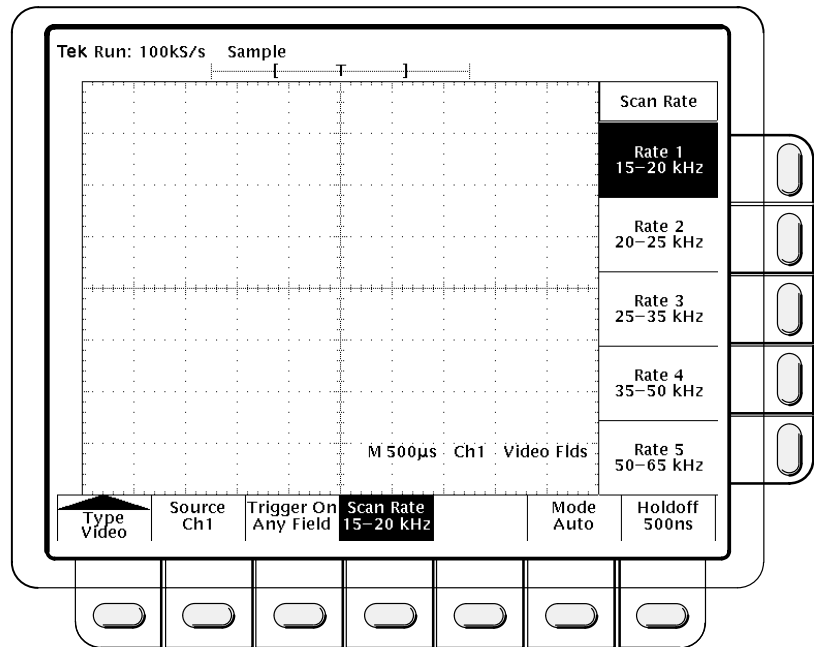 Tek Run: 100kS/s Sample
[ T ]
Scan Rate
Rate 1
15–20 kHz
Rate 2
20–25 kHz
Rate 3
25–35 kHz
Rate 4
35–50 kHz
Rate 5
50–65 kHz
M 500µs Ch1 Video Flds
Type
Video
Source
Ch1
Trigger On
Any Field
Scan Rate
15–20 kHz
Mode
Auto
Holdoff
500ns